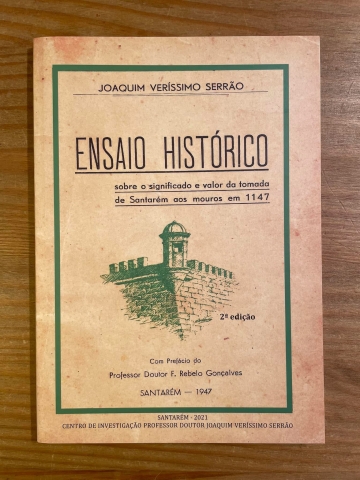 JOAQUIM VERÍSSIMO SERRÃO
ENSAIO HISTÓRICO
sobre o significado e valor da tomada
de Santarém aos mouros em 1147
2ª edição
Com Prefácio do
Professor Doutor F. Rebelo Gonçalves
SANTARÉM — 1947
SANTARÉM - 2021
CENTRO DE INVESTIGAÇÃO PROFESSOR DOUTOR JOAQUIM VERÍSSIMO SERRÃO